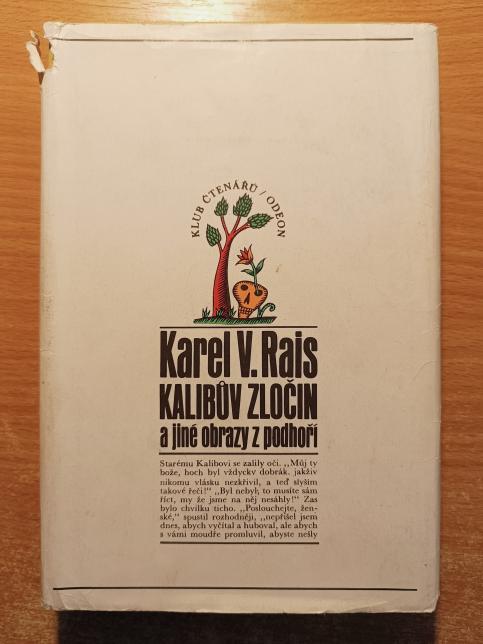 KLUB ČTENÁŘŮ / ODEON
Karel V. Rais
KALIBŮV ZLOČIN
a jiné obrazy z podhoří
Starému Kalibovi se zalily oči. „Můj ty
bože, hoch byl vždycky dobrák, jakživ
nikomu vlásku nezkřivil, a teď slyším
takové řeči!“ „Byl nebyl, to musíte sám
říct, my že jsme na něj nesáhly!“ Zas
bylo chvilku ticho. „Poslouchejte, žen-
ské,“ spustil rozhodněji, „nepřišel jsem
dnes, abych vyčítal a huboval, ale abych
s vámi moudře promluvil, abyste nešly